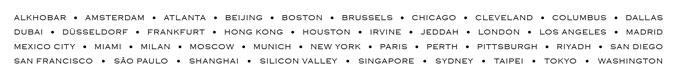 ALKHOBAR • AMSTERDAM • ATLANTA • BEIJING • BOSTON • BRUSSELS • CHICAGO • CLEVELAND • COLUMBUS • DALLAS
DUBAI • DÜSSELDORF • FRANKFURT • HONG KONG • HOUSTON • IRVINE • JEDDAH • LONDON • LOS ANGELES • MADRID
MEXICO CITY • MIAMI • MILAN • MOSCOW • MUNICH • NEW YORK • PARIS • PERTH • PITTSBURGH • RIYADH • SAN DIEGO
SAN FRANCISCO • SÃO PAULO • SHANGHAI • SILICON VALLEY • SINGAPORE • SYDNEY • TAIPEI • TOKYO • WASHINGTON